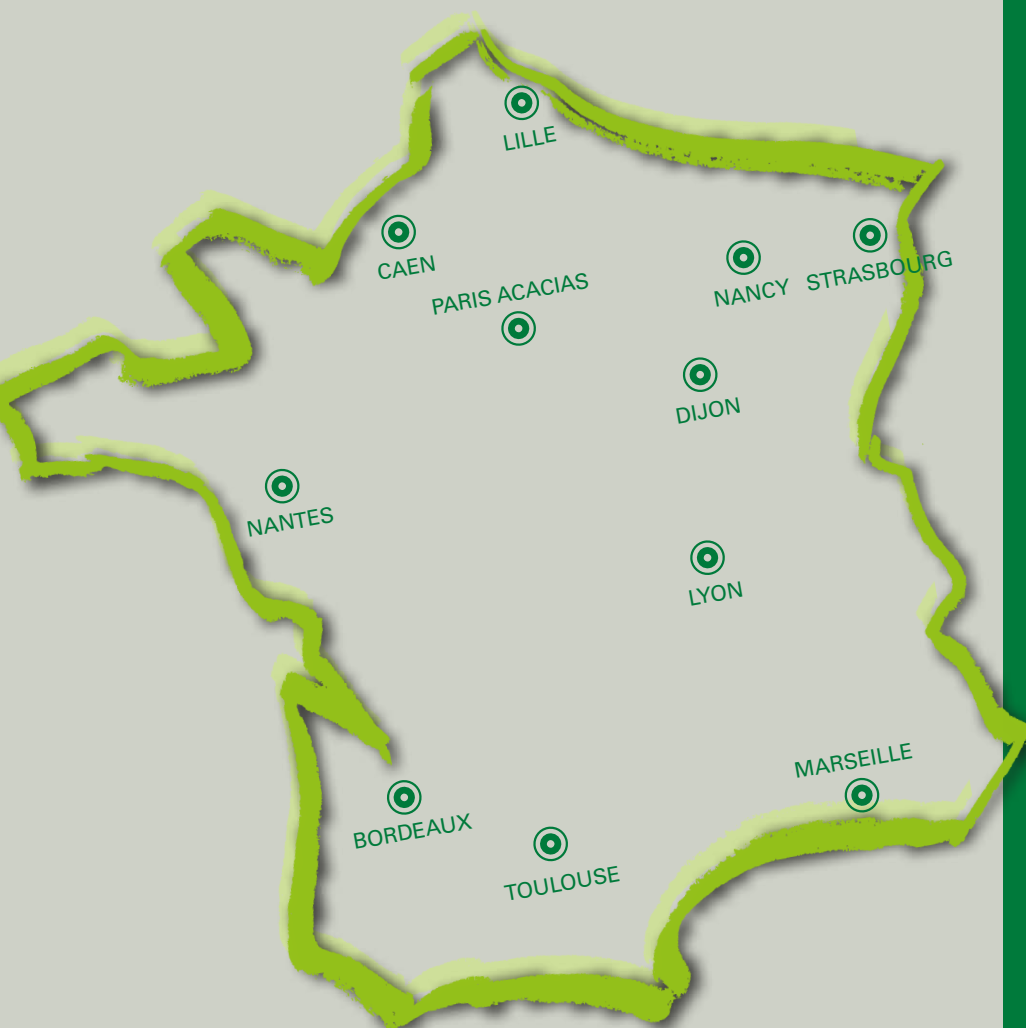 LILLE
CAEN
PARIS ACACIAS
NANCY
STRASBOURG
DIJON
NANTES
LYON
MARSEILLE
BORDEAUX
TOULOUSE